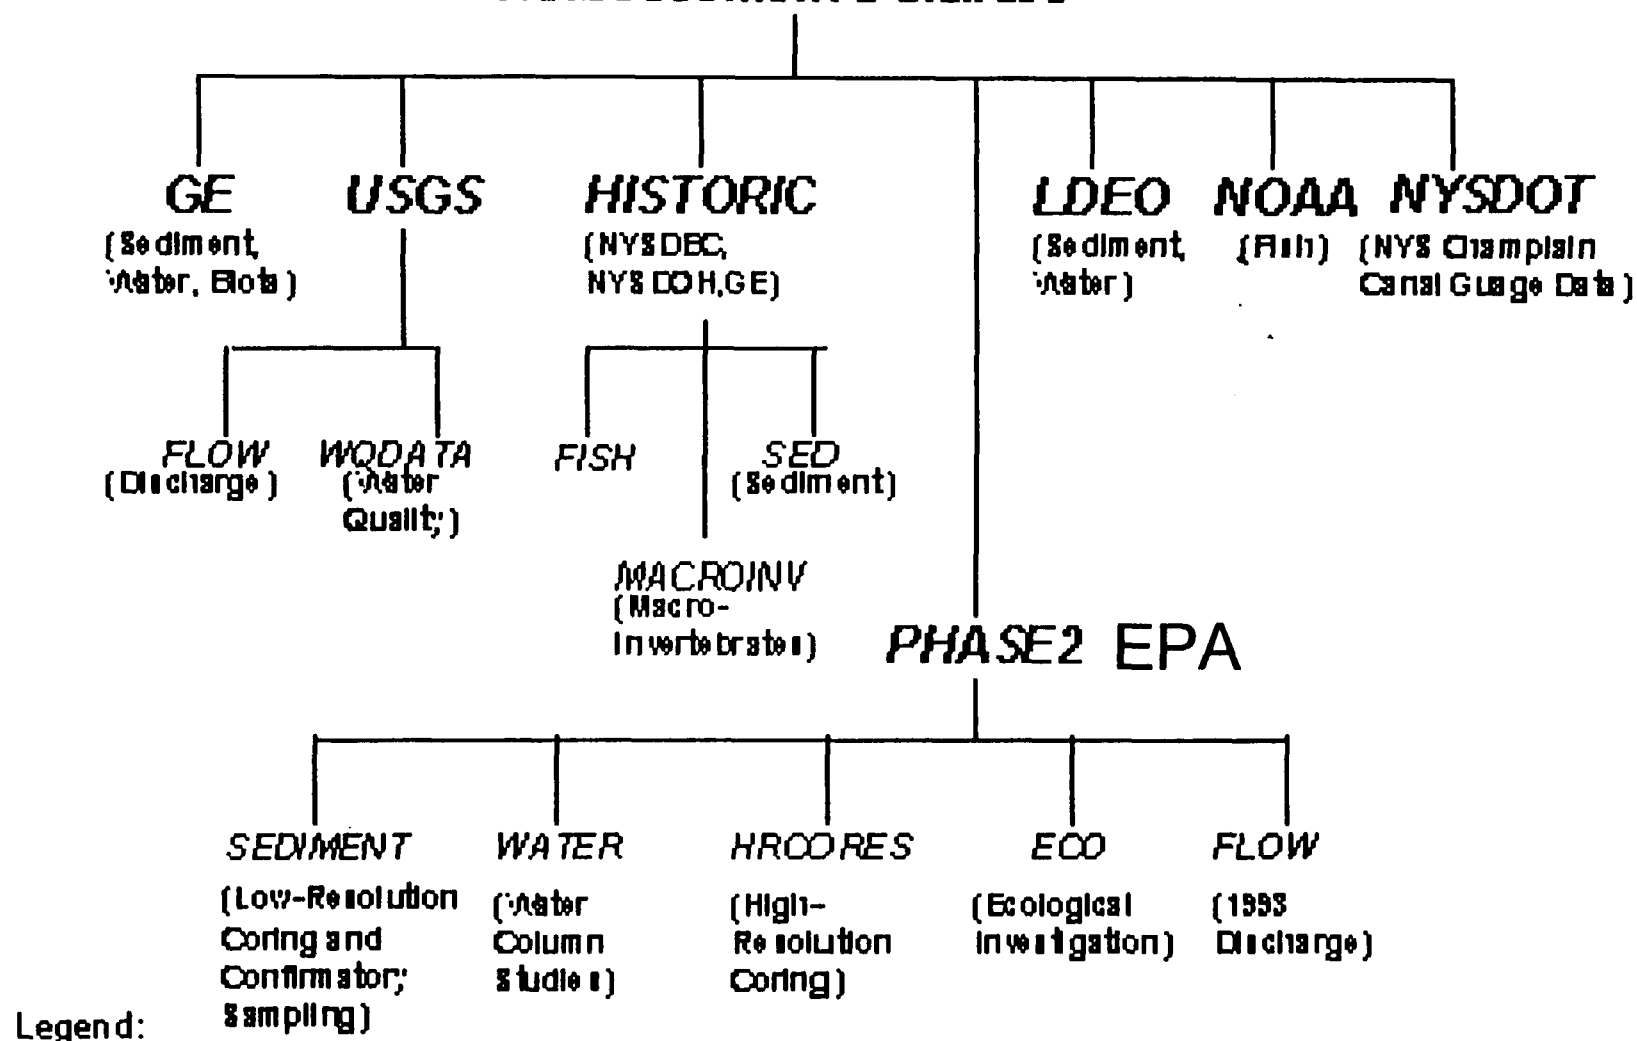 GE USGS HISTORIC LDEO NOAA NYSDOT
(Sediment, Water, Biota)
(NYSDEC, NYSDOH,GE)
(Sediment, Water)
(Fish)
(NYS Champlain Canal Guage Data)
FLOW
(Discharge)
WQDATA
(Water Quality)
FISH
SED
(Sediment)
MACROINV
(Macro-
Invertebrates)
PHASE2 EPA
SEDIMENT
(Low-Resolution
Coring and
Confirmatory
Sampling)
WATER
(Water
Column
Studies)
HRCORES
(High-
Resolution
Coring)
ECO
(Ecological
Investigation)
FLOW
(1993
Discharge)
Legend: